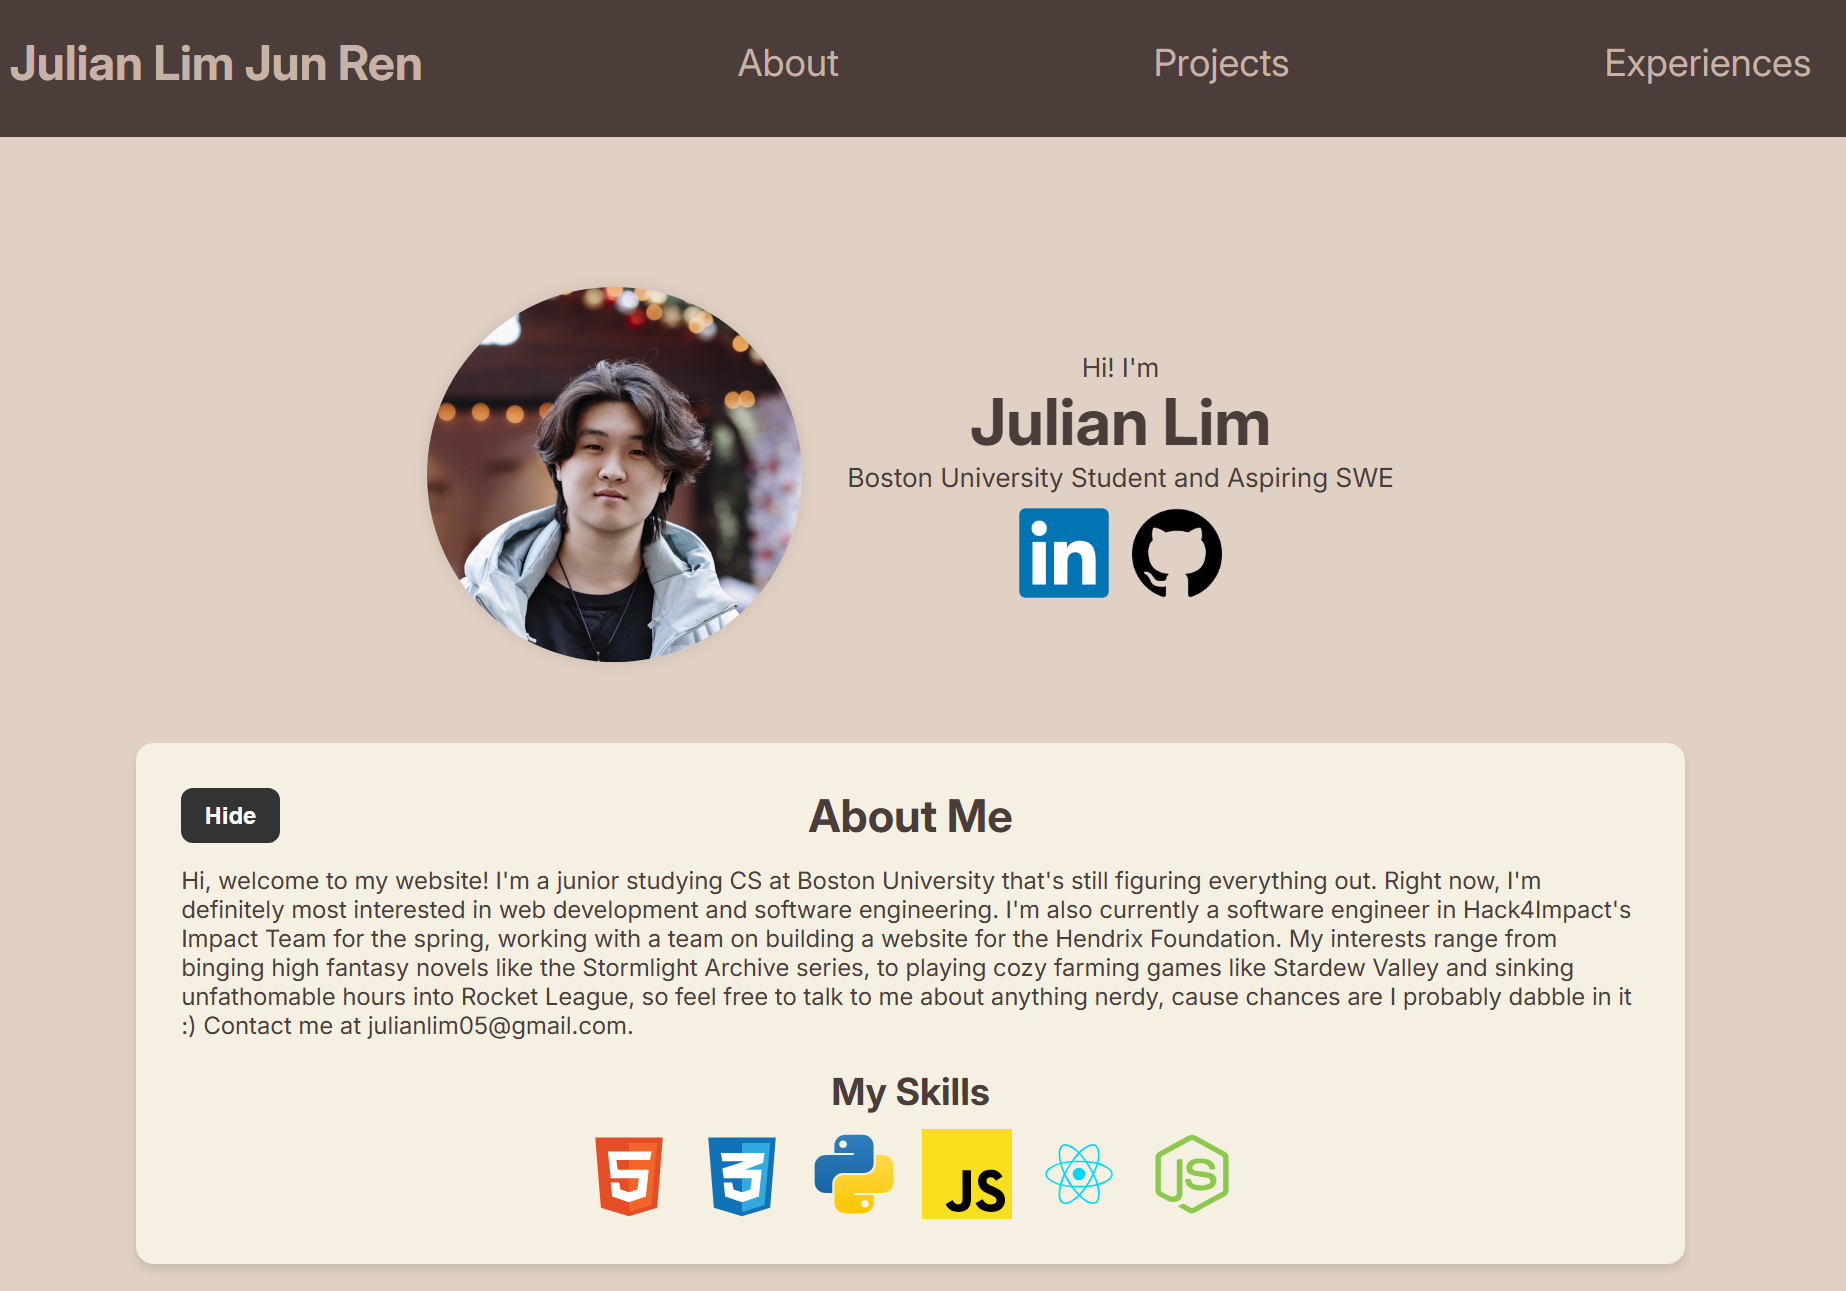 Julian Lim Jun Ren
About
Projects
Experiences
Hi! I'm
Julian Lim
Boston University Student and Aspiring SWE
in
Hide
About Me
Hi, welcome to my website! I'm a junior studying CS at Boston University that's still figuring everything out. Right now, I'm
definitely most interested in web development and software engineering. I'm also currently a software engineer in Hack4Impact's
Impact Team for the spring, working with a team on building a website for the Hendrix Foundation. My interests range from
binging high fantasy novels like the Stormlight Archive series, to playing cozy farming games like Stardew Valley and sinking
unfathomable hours into Rocket League, so feel free to talk to me about anything nerdy, cause chances are I probably dabble in it
:) Contact me at julianlim05@gmail.com.
My Skills
5
3
JS
JS